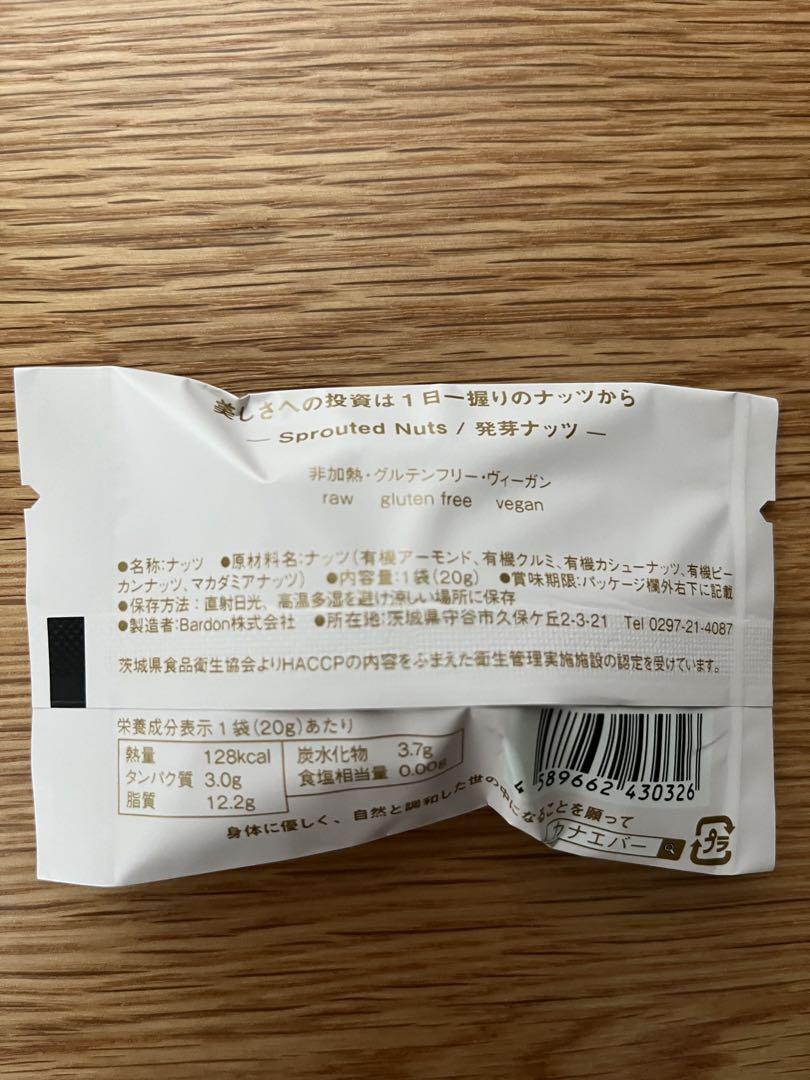 美しさへの投資は1日一握りのナッツから
— Sprouted Nuts / 発芽ナッツ —
非加熱・グルテンフリー・ヴィーガン
raw gluten free vegan
●名称:ナッツ ●原材料名:ナッツ(有機アーモンド、有機クルミ、有機カシューナッツ、有機ピー
カンナッツ、マカダミアナッツ) ●内容量:1袋(20g) ●賞味期限:パッケージ欄外右下に記載
●保存方法:直射日光、高温多湿を避け涼しい場所に保存
●製造者:Bardon株式会社 ●所在地:茨城県守谷市久保ケ丘2-3-21 Tel 0297-21-4087
茨城県食品衛生協会よりHACCPの内容をふまえた衛生管理実施施設の認定を受けています。
栄養成分表示 1袋(20g)あたり
熱量 128kcal 炭水化物 3.7g
タンパク質 3.0g 食塩相当量 0.00g
脂質 12.2g
4 589662 430326
身体に優しく、自然と調和した世の中になることを願って
カナエバー
プラ